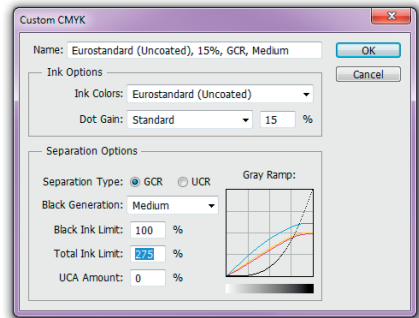 Custom CMYK
Name: Eurostandard (Uncoated), 15%, GCR, Medium
OK
Cancel
Ink Options
Ink Colors: Eurostandard (Uncoated)
Dot Gain: Standard 15 %
Separation Options
Separation Type: GCR UCR
Gray Ramp:
Black Generation: Medium
Black Ink Limit: 100 %
Total Ink Limit: 275 %
UCA Amount: 0 %